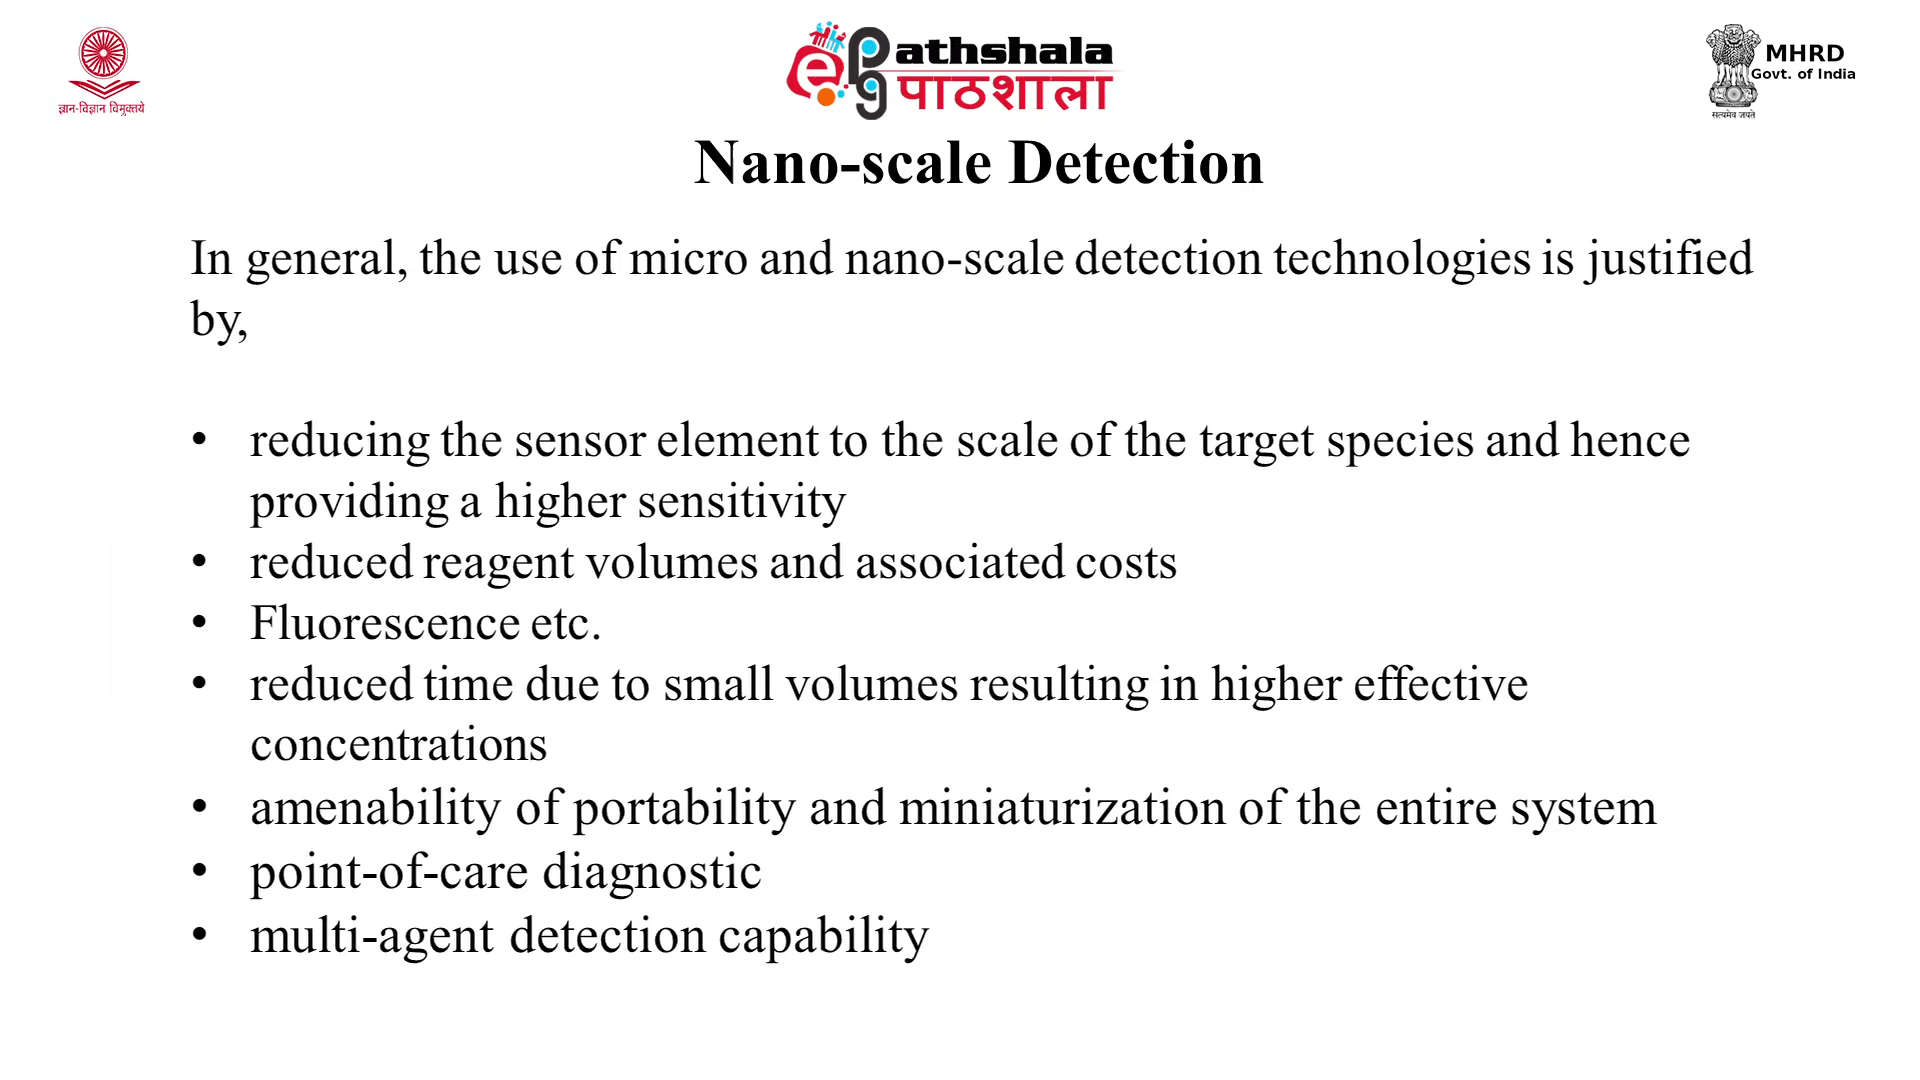 ज्ञान-विज्ञान विमुक्तये
e
Pg
athshala
पाठशाला
MHRD
Govt. of India
सत्यमेव जयते
Nano-scale Detection
In general, the use of micro and nano-scale detection technologies is justified
by,
• reducing the sensor element to the scale of the target species and hence
providing a higher sensitivity
• reduced reagent volumes and associated costs
• Fluorescence etc.
• reduced time due to small volumes resulting in higher effective
concentrations
• amenability of portability and miniaturization of the entire system
• point-of-care diagnostic
• multi-agent detection capability